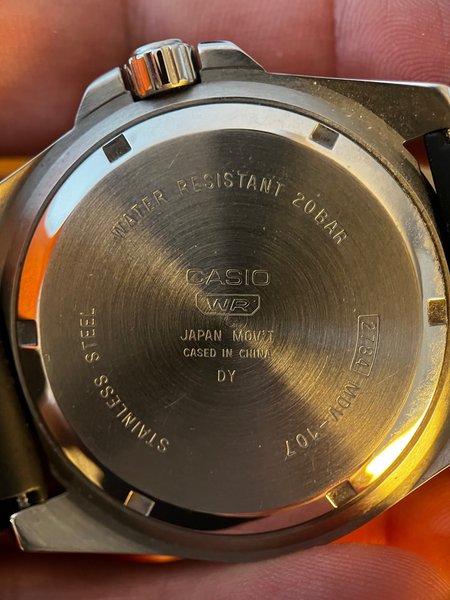 WATER RESISTANT 20BAR
CASIO
WR
JAPAN MOV'T
CASED IN CHINA
DY
STAINLESS STEEL
2784 MDV-107